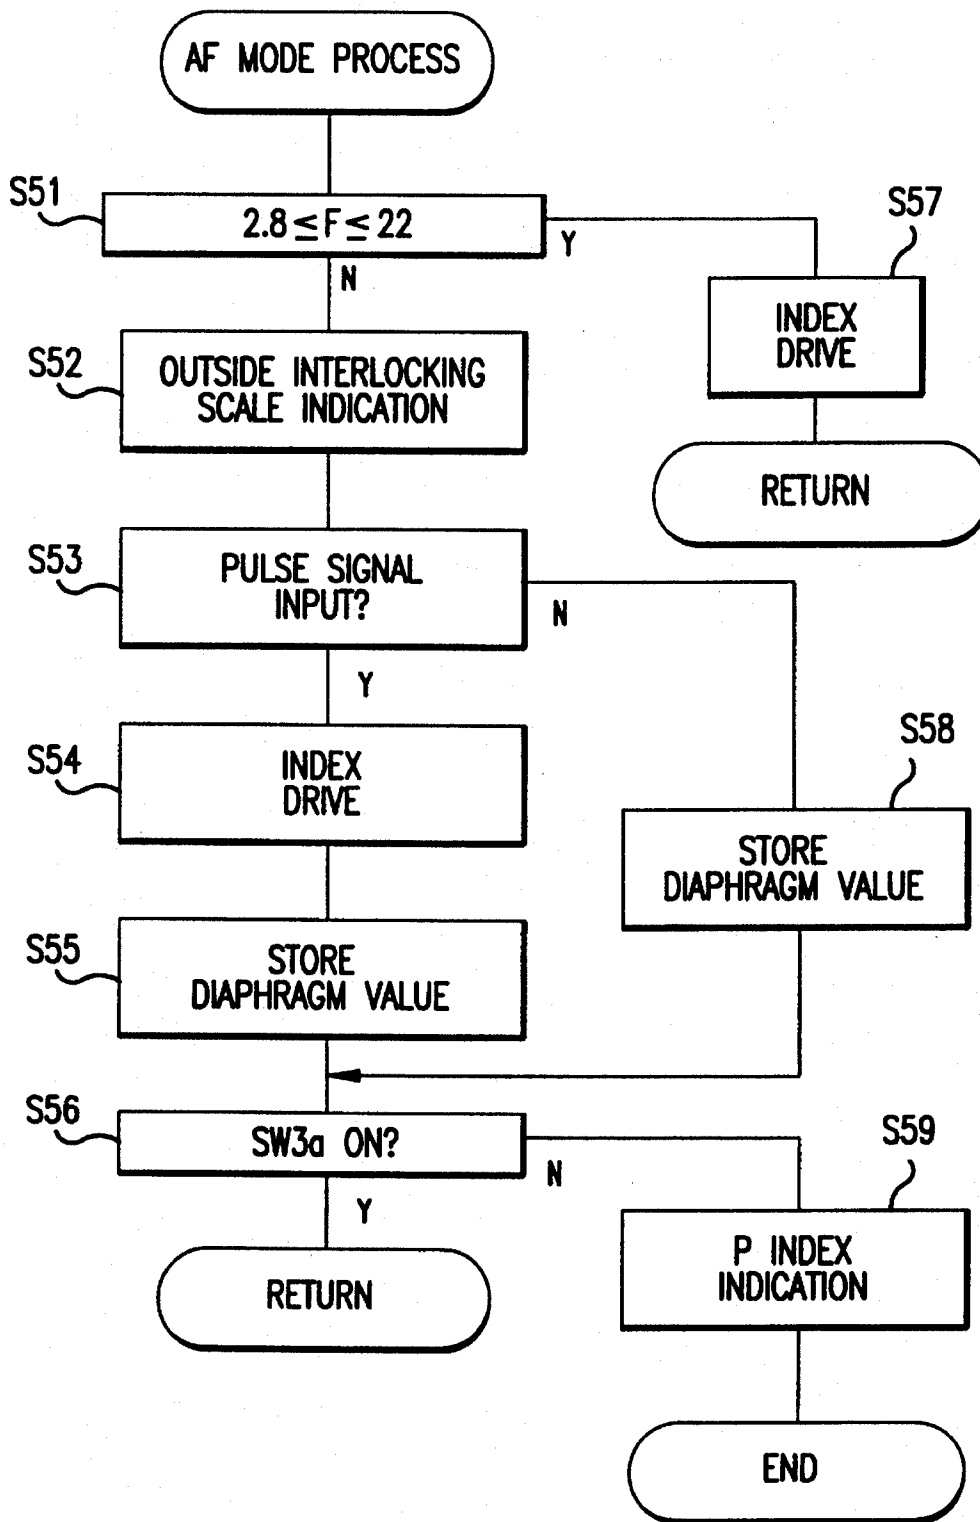 AF MODE PROCESS
S51
2.8 ≤ F ≤ 22
Y
N
S57
INDEX
DRIVE
RETURN
S52
OUTSIDE INTERLOCKING
SCALE INDICATION
S53
PULSE SIGNAL
INPUT?
N
Y
S54
INDEX
DRIVE
S58
STORE
DIAPHRAGM VALUE
S55
STORE
DIAPHRAGM VALUE
S56
SW3a ON?
N
Y
S59
P INDEX
INDICATION
RETURN
END